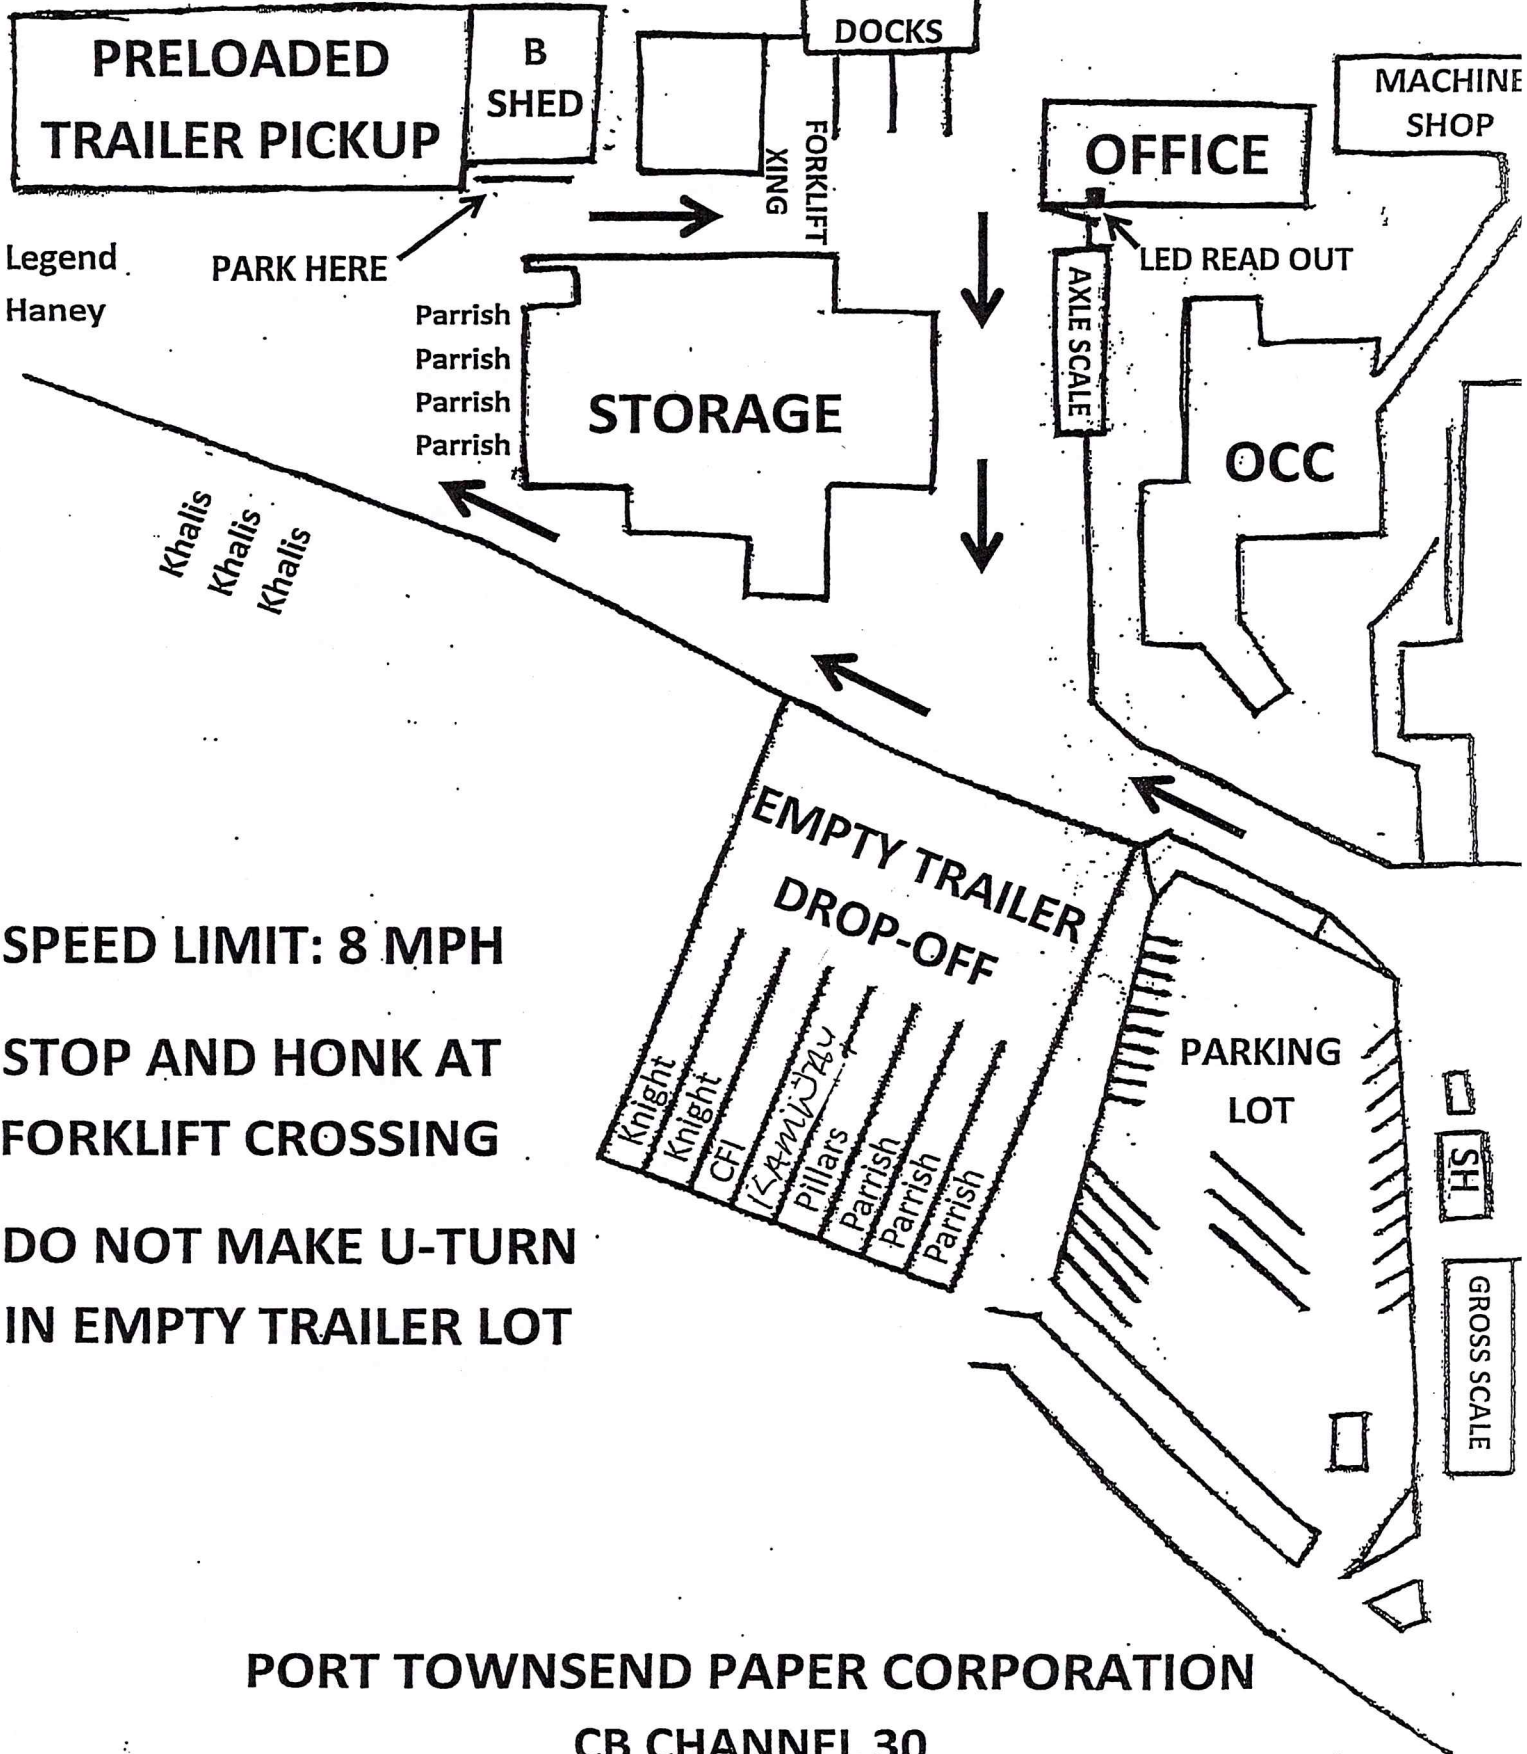 PRELOADED
TRAILER PICKUP
B
SHED
DOCKS
MACHINE
SHOP
OFFICE
FORKLIFT
XING
Legend
Haney
PARK HERE
LED READ OUT
AXLE SCALE
Parrish
Parrish
Parrish
Parrish
STORAGE
OCC
Khalis
Khalis
Khalis
EMPTY TRAILER
DROP-OFF
Knight
Knight
CFI
Pillars
Parrish
Parrish
Parrish
PARKING
LOT
SH
GROSS SCALE
SPEED LIMIT: 8 MPH
STOP AND HONK AT
FORKLIFT CROSSING
DO NOT MAKE U-TURN
IN EMPTY TRAILER LOT
PORT TOWNSEND PAPER CORPORATION
CB CHANNEL 30